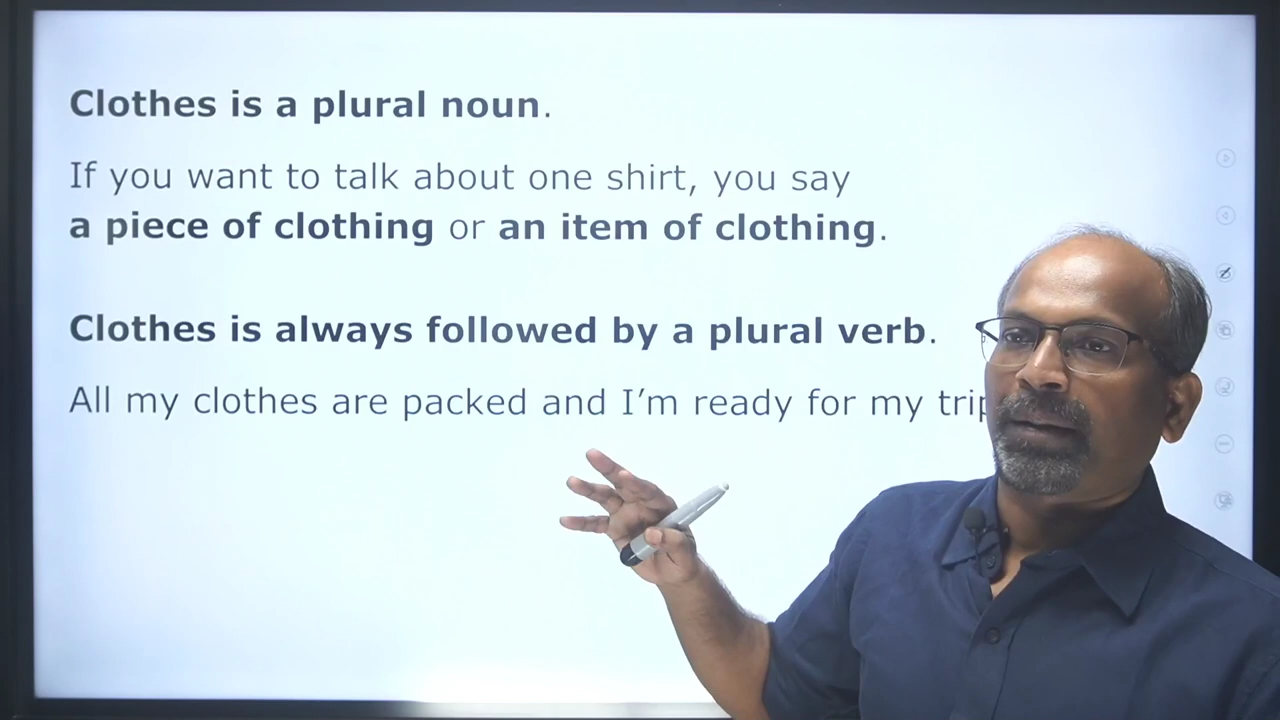 Clothes is a plural noun.
If you want to talk about one shirt, you say
a piece of clothing or an item of clothing.
Clothes is always followed by a plural verb.
All my clothes are packed and I'm ready for my